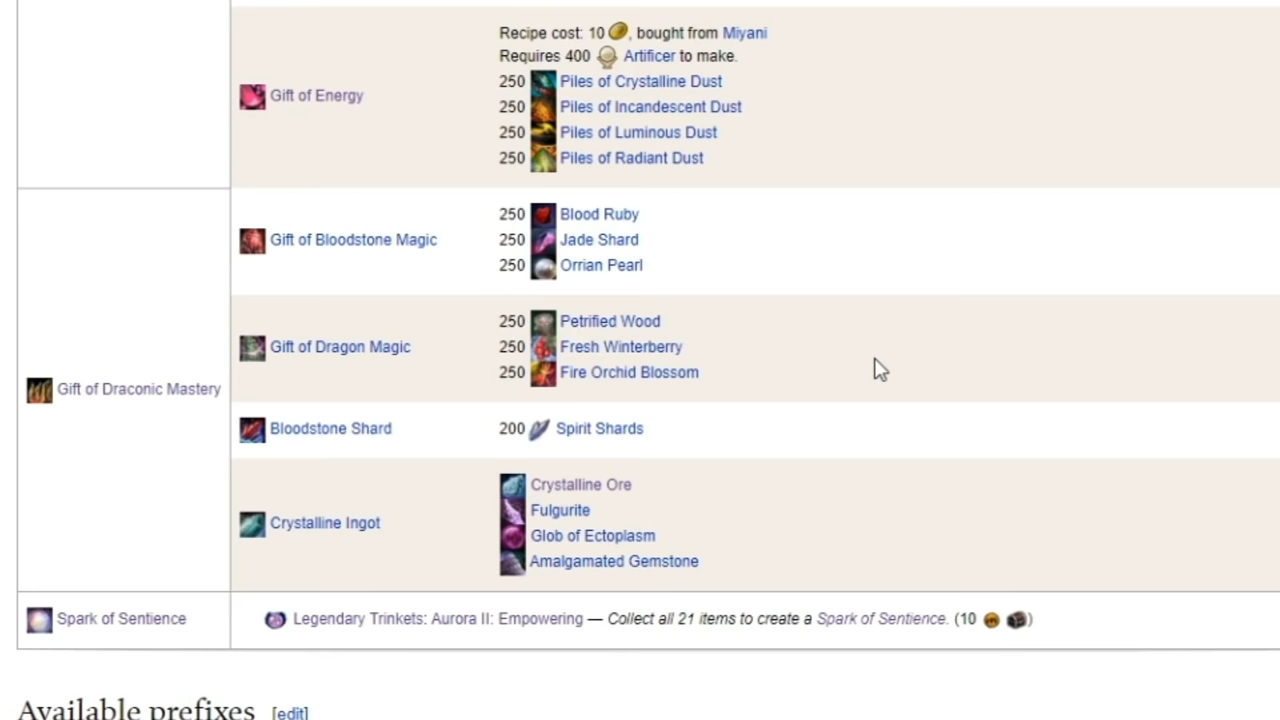 Recipe cost: 10 , bought from Miyani
Requires 400 Artificer to make.
Gift of Energy
250 Piles of Crystalline Dust
250 Piles of Incandescent Dust
250 Piles of Luminous Dust
250 Piles of Radiant Dust
Gift of Draconic Mastery
Gift of Bloodstone Magic
250 Blood Ruby
250 Jade Shard
250 Orrian Pearl
Gift of Dragon Magic
250 Petrified Wood
250 Fresh Winterberry
250 Fire Orchid Blossom
Bloodstone Shard
200 Spirit Shards
Crystalline Ingot
Crystalline Ore
Fulgurite
Glob of Ectoplasm
Amalgamated Gemstone
Spark of Sentience
Legendary Trinkets: Aurora II: Empowering — Collect all 21 items to create a Spark of Sentience. (10 )
Available prefixes [edit]